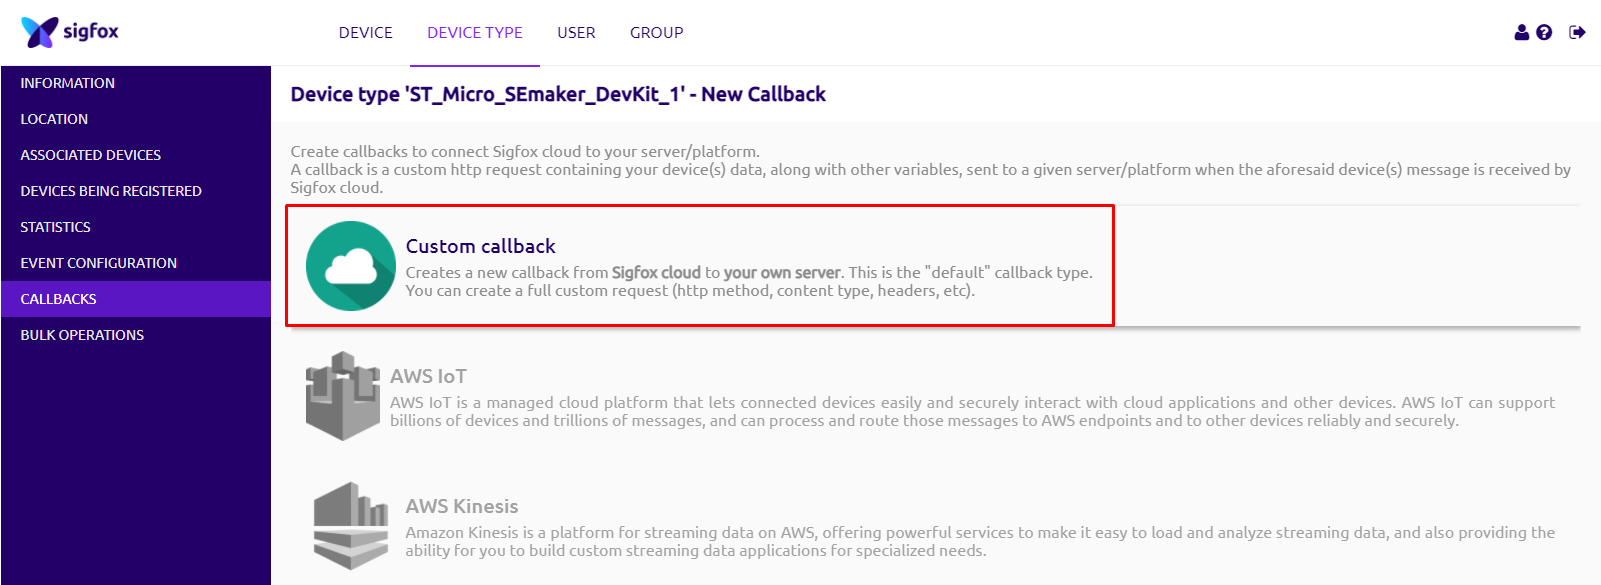 sigfox
DEVICE
DEVICE TYPE
USER
GROUP
INFORMATION
LOCATION
ASSOCIATED DEVICES
DEVICES BEING REGISTERED
STATISTICS
EVENT CONFIGURATION
CALLBACKS
BULK OPERATIONS
Device type 'ST_Micro_SEmaker_DevKit_1' - New Callback
Create callbacks to connect Sigfox cloud to your server/platform.
A callback is a custom http request containing your device(s) data, along with other variables, sent to a given server/platform when the aforesaid device(s) message is received by
Sigfox cloud.
Custom callback
Creates a new callback from Sigfox cloud to your own server. This is the "default" callback type.
You can create a full custom request (http method, content type, headers, etc).
AWS IoT
AWS IoT is a managed cloud platform that lets connected devices easily and securely interact with cloud applications and other devices. AWS IoT can support
billions of devices and trillions of messages, and can process and route those messages to AWS endpoints and to other devices reliably and securely.
AWS Kinesis
Amazon Kinesis is a platform for streaming data on AWS, offering powerful services to make it easy to load and analyze streaming data, and also providing the
ability for you to build custom streaming data applications for specialized needs.